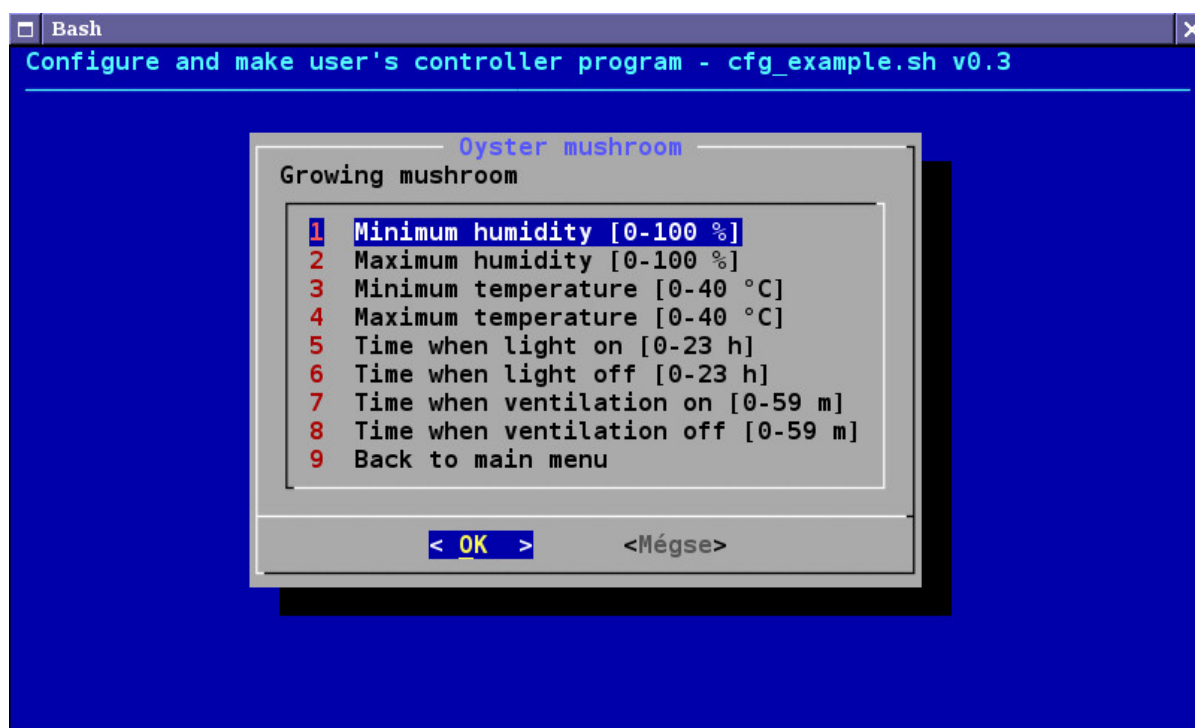 Bash
Configure and make user's controller program - cfg_example.sh v0.3
Oyster mushroom
Growing mushroom
1 Minimum humidity [0-100 %]
2 Maximum humidity [0-100 %]
3 Minimum temperature [0-40 °C]
4 Maximum temperature [0-40 °C]
5 Time when light on [0-23 h]
6 Time when light off [0-23 h]
7 Time when ventilation on [0-59 m]
8 Time when ventilation off [0-59 m]
9 Back to main menu
< OK > <Mégse>